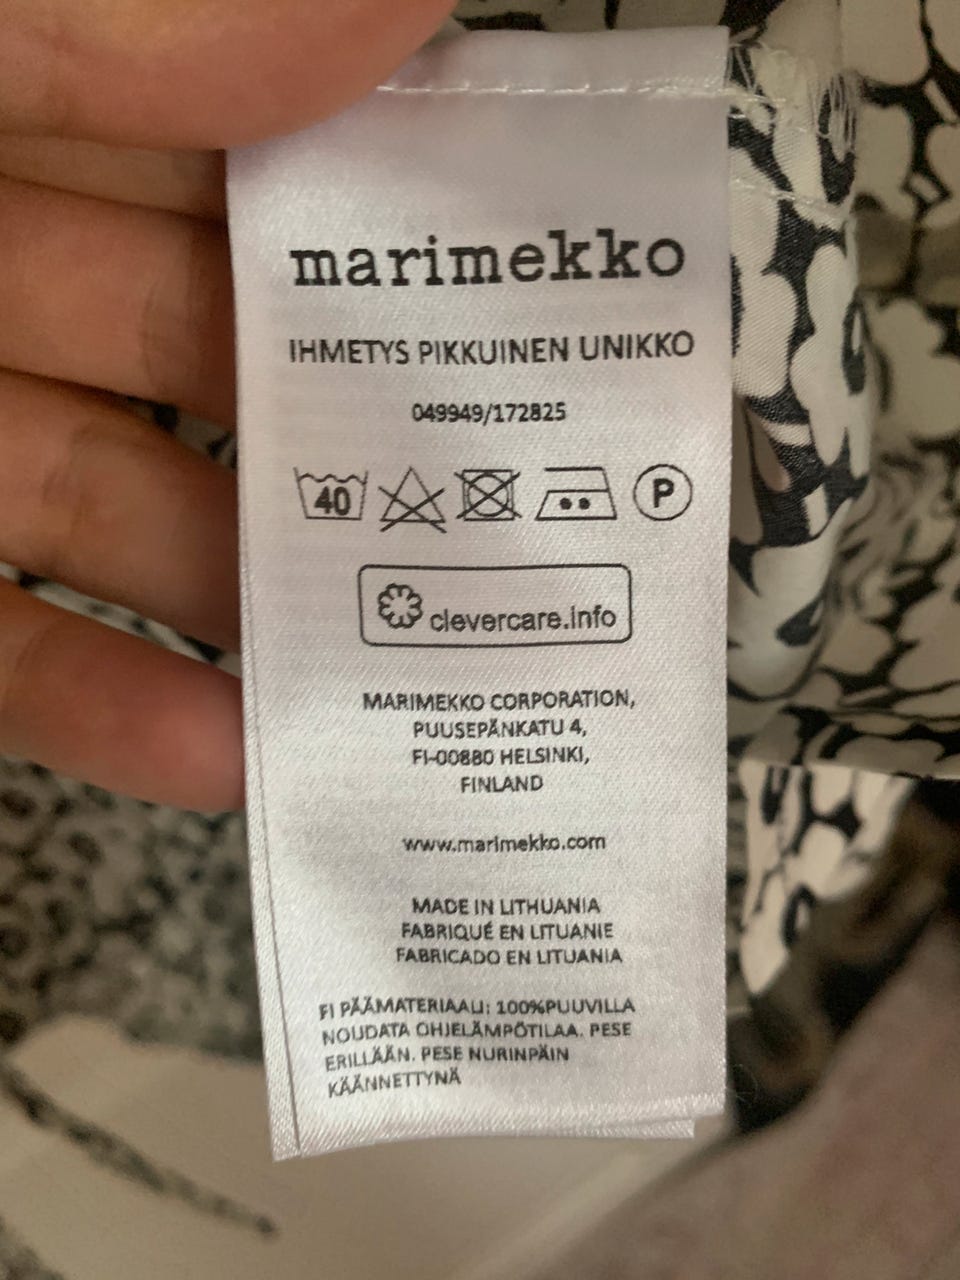 marimekko
IHMETYS PIKKUINEN UNIKKO
049949/172825
40 P
clevercare.info
MARIMEKKO CORPORATION,
PUUSEPÄNKATU 4,
FI-00880 HELSINKI,
FINLAND
www.marimekko.com
MADE IN LITHUANIA
FABRIQUÉ EN LITUANIE
FABRICADO EN LITUANIA
FI PÄÄMATERIAALI: 100%PUUVILLA
NOUDATA OHJELÄMPÖTILAA. PESE
ERILLÄÄN. PESE NURINPÄIN
KÄÄNNETTYNÄ